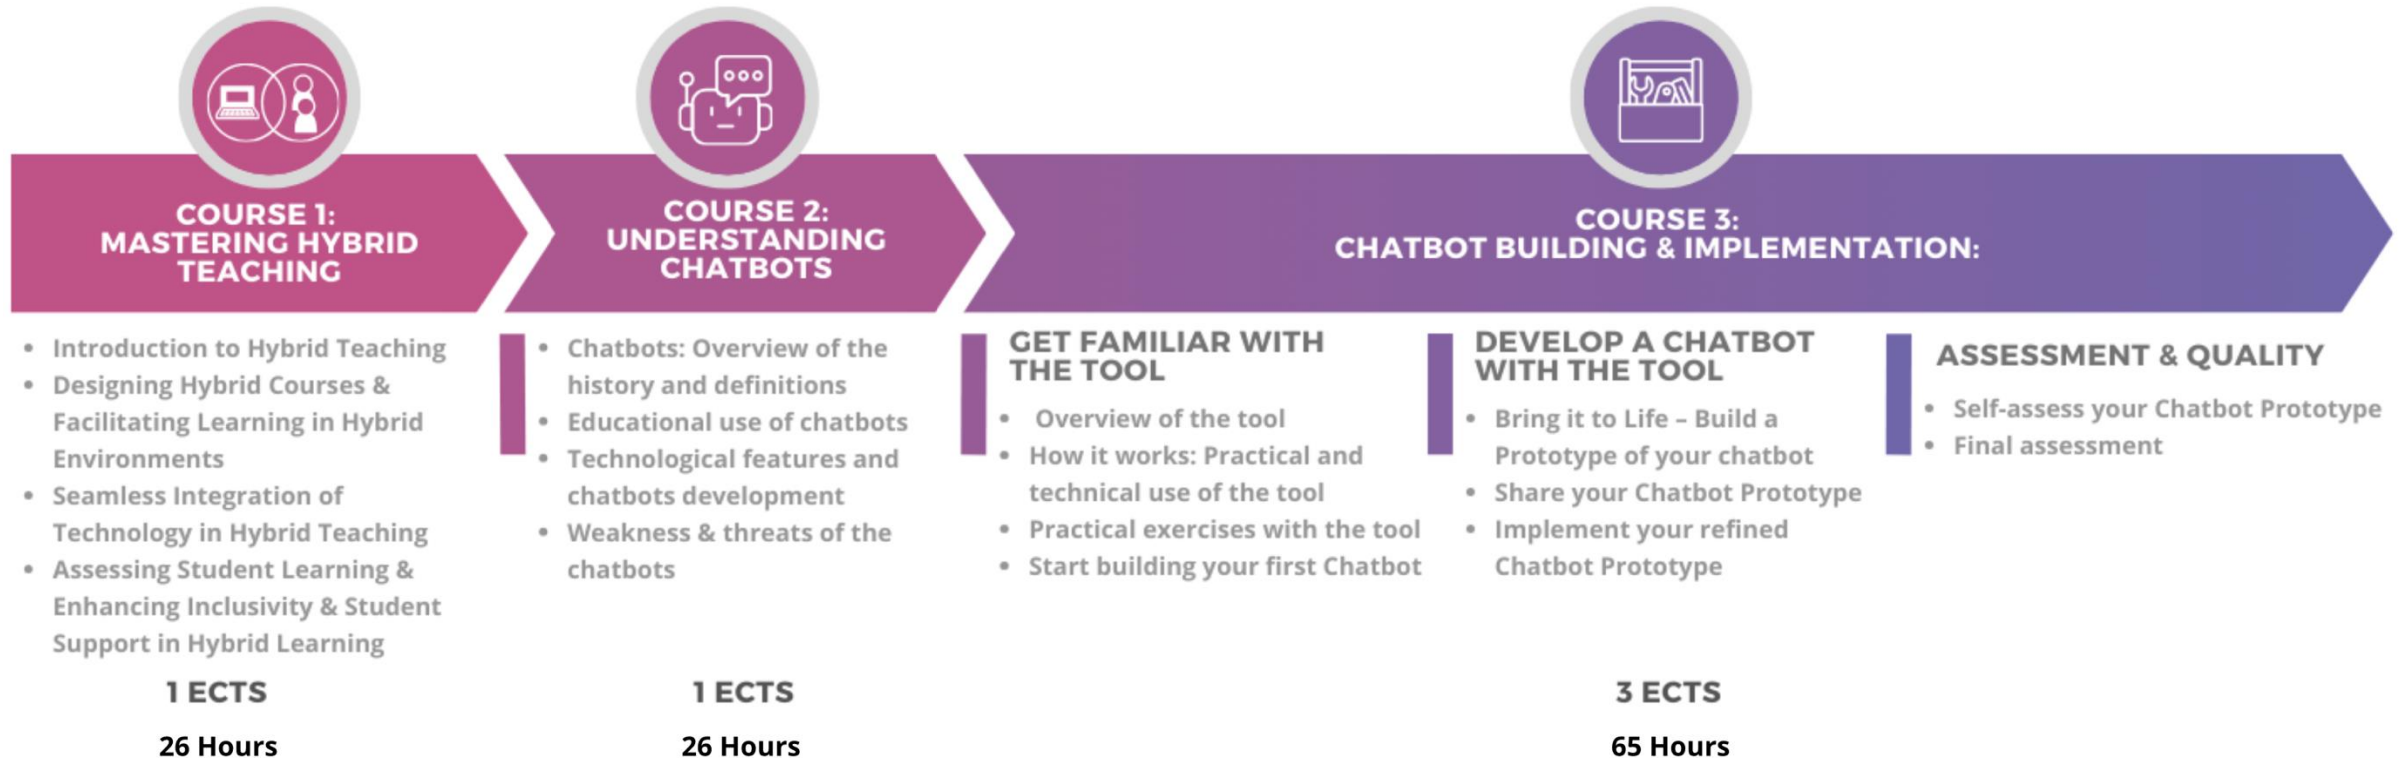 COURSE 1:
MASTERING HYBRID
TEACHING
• Introduction to Hybrid Teaching
• Designing Hybrid Courses &
Facilitating Learning in Hybrid
Environments
• Seamless Integration of
Technology in Hybrid Teaching
• Assessing Student Learning &
Enhancing Inclusivity & Student
Support in Hybrid Learning
1 ECTS
26 Hours
COURSE 2:
UNDERSTANDING
CHATBOTS
• Chatbots: Overview of the
history and definitions
• Educational use of chatbots
• Technological features and
chatbots development
• Weakness & threats of the
chatbots
1 ECTS
26 Hours
COURSE 3:
CHATBOT BUILDING & IMPLEMENTATION:
GET FAMILIAR WITH
THE TOOL
• Overview of the tool
• How it works: Practical and
technical use of the tool
• Practical exercises with the tool
• Start building your first Chatbot
DEVELOP A CHATBOT
WITH THE TOOL
• Bring it to Life – Build a
Prototype of your chatbot
• Share your Chatbot Prototype
• Implement your refined
Chatbot Prototype
ASSESSMENT & QUALITY
• Self-assess your Chatbot Prototype
• Final assessment
3 ECTS
65 Hours